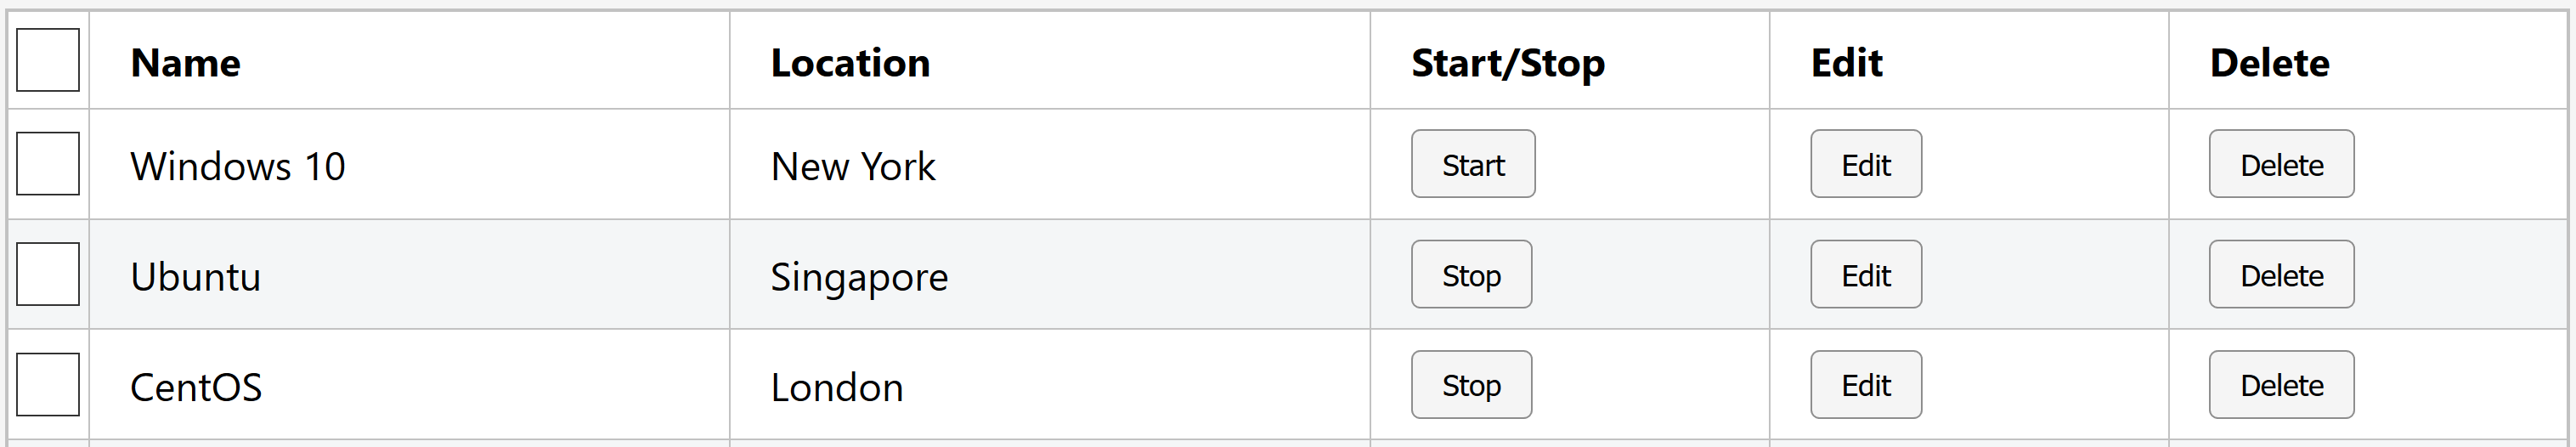 Name Location Start/Stop Edit Delete
Windows 10 New York Start Edit Delete
Ubuntu Singapore Stop Edit Delete
CentOS London Stop Edit Delete